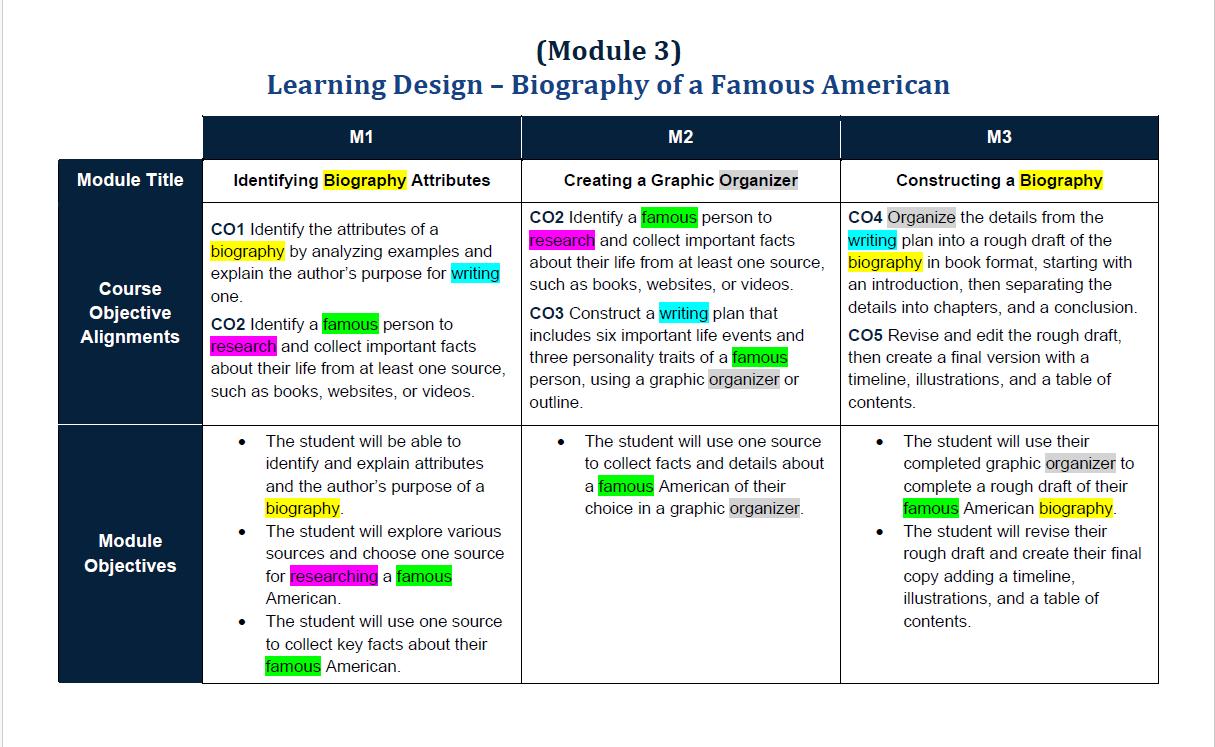 (Module 3)
Learning Design – Biography of a Famous American
M1
M2
M3
Module Title
Identifying Biography Attributes
Creating a Graphic Organizer
Constructing a Biography
Course
Objective
Alignments
CO1 Identify the attributes of a
biography by analyzing examples and
explain the author’s purpose for writing
one.
CO2 Identify a famous person to
research and collect important facts
about their life from at least one source,
such as books, websites, or videos.
CO2 Identify a famous person to
research and collect important facts
about their life from at least one source,
such as books, websites, or videos.
CO3 Construct a writing plan that
includes six important life events and
three personality traits of a famous
person, using a graphic organizer or
outline.
CO4 Organize the details from the
writing plan into a rough draft of the
biography in book format, starting with
an introduction, then separating the
details into chapters, and a conclusion.
CO5 Revise and edit the rough draft,
then create a final version with a
timeline, illustrations, and a table of
contents.
Module
Objectives
• The student will be able to
identify and explain attributes
and the author’s purpose of a
biography.
• The student will explore various
sources and choose one source
for researching a famous
American.
• The student will use one source
to collect key facts about their
famous American.
• The student will use one source
to collect facts and details about
a famous American of their
choice in a graphic organizer.
• The student will use their
completed graphic organizer to
complete a rough draft of their
famous American biography.
• The student will revise their
rough draft and create their final
copy adding a timeline,
illustrations, and a table of
contents.